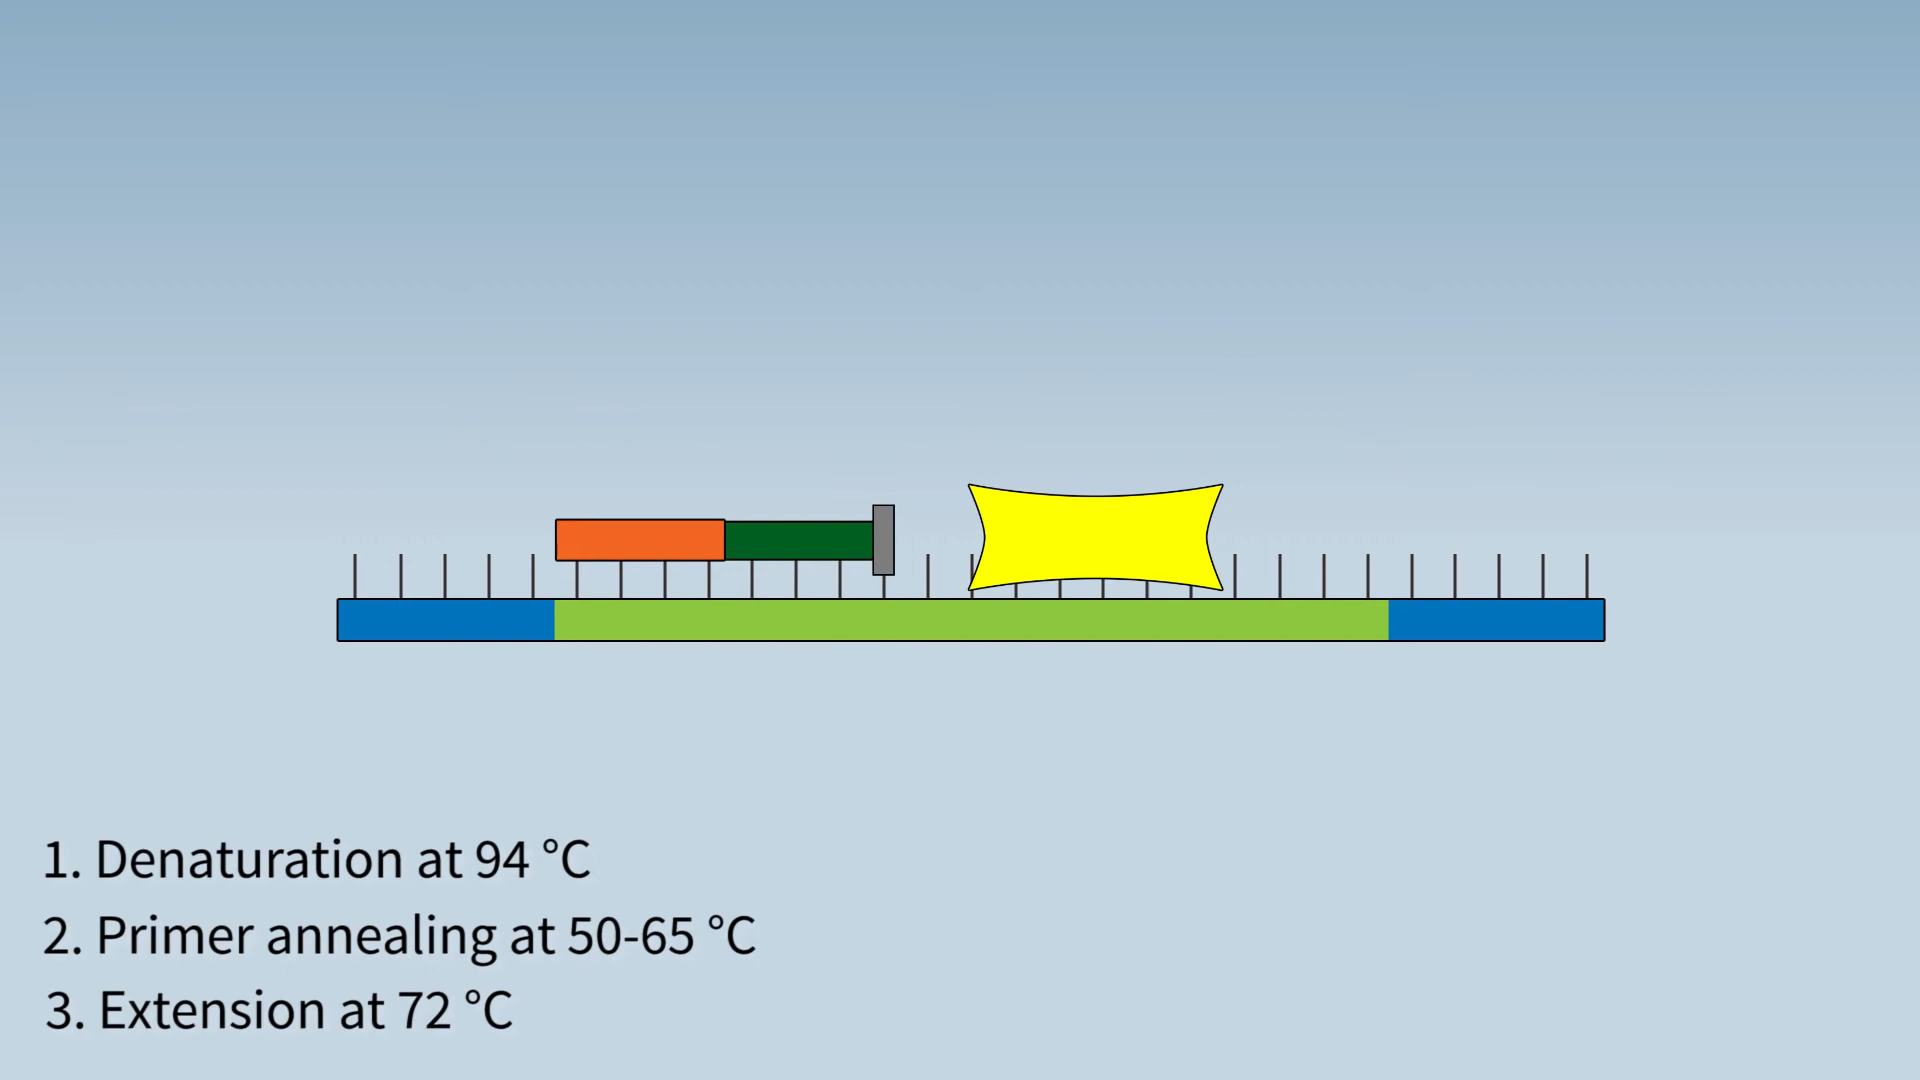 1. Denaturation at 94 °C
2. Primer annealing at 50-65 °C
3. Extension at 72 °C